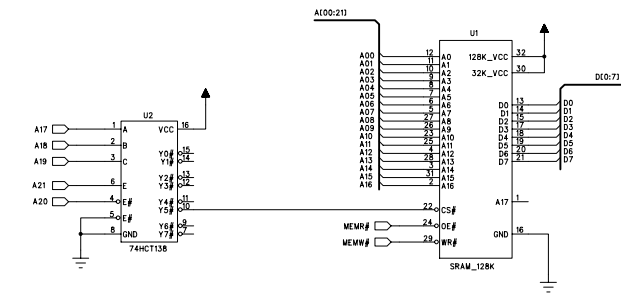 A[00:21]
U1
A00 12 A0 128K_VCC 32
A01 11 A1
A02 10 A2 32K_VCC 30
A03 9 A3
A04 8 A4
A05 7 A5
A06 6 A6
A07 5 A7
A08 27 A8
A09 26 A9
A10 23 A10
A11 25 A11
A12 4 A12
A13 28 A13
A14 3 A14
A15 31 A15
A16 2 A16
D[0:7]
D0 13 D0
D1 14 D1
D2 15 D2
D3 17 D3
D4 18 D4
D5 19 D5
D6 20 D6
D7 21 D7
A17 1
22 CS#
MEMR# 24 OE# GND 16
MEMW# 29 WR#
SRAM_128K
U2
A17 1 A VCC 16
A18 2 B
A19 3 C
A21 6 E
A20 4 E#
5 E#
8 GND
Y0# 15
Y1# 14
Y2# 13
Y3# 12
Y4# 11
Y5# 10
Y6# 9
Y7# 7
74HCT138